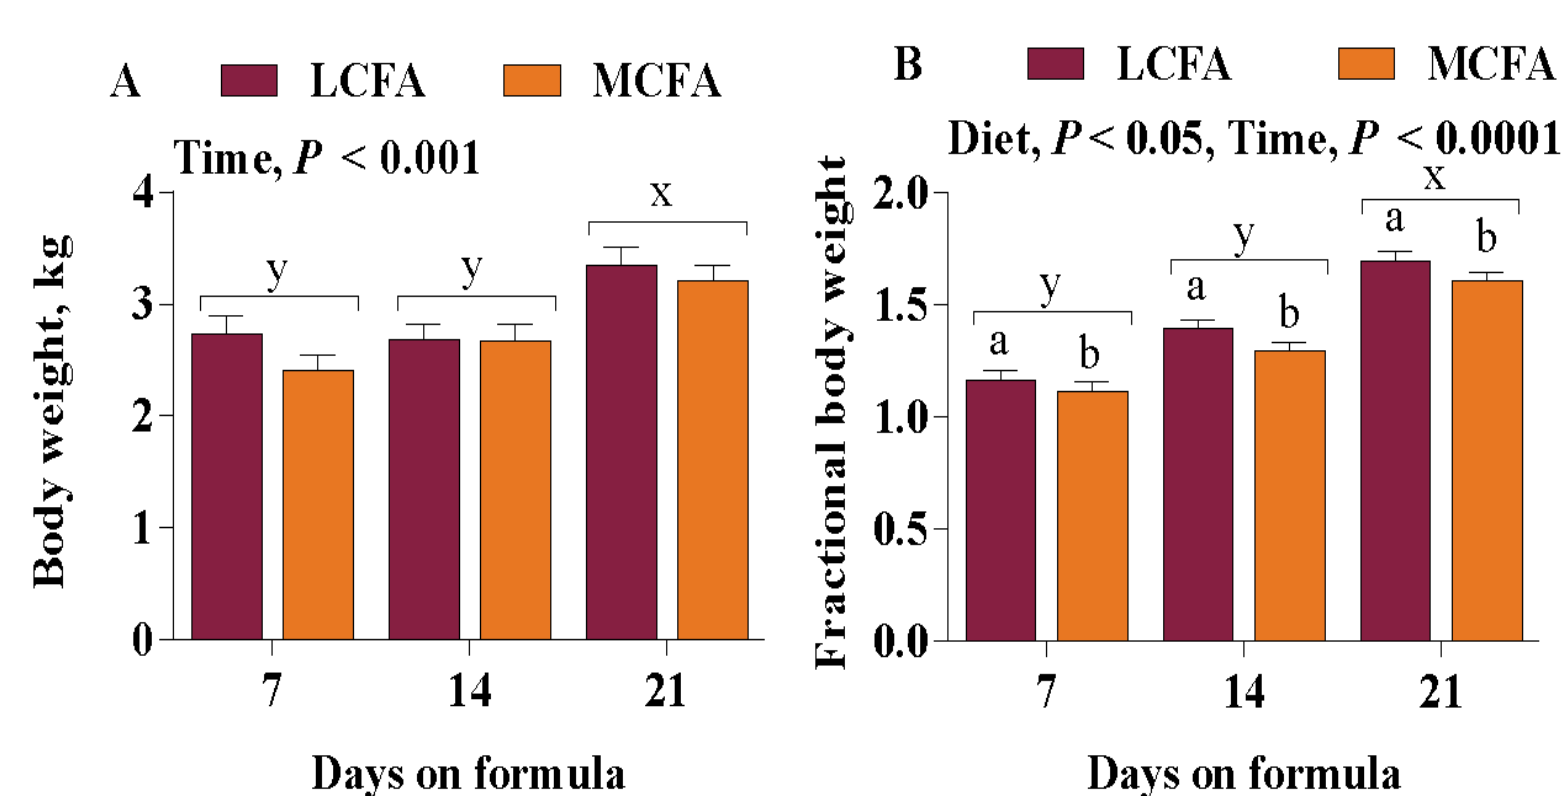 A LCFA MCFA
Time, P < 0.001
Body weight, kg
4
3
2
1
0
y
y
x
7 14 21
Days on formula
B LCFA MCFA
Diet, P < 0.05, Time, P < 0.0001
Fractional body weight
2.0
1.5
1.0
0.5
0.0
y
a b
y
a b
x
a b
7 14 21
Days on formula